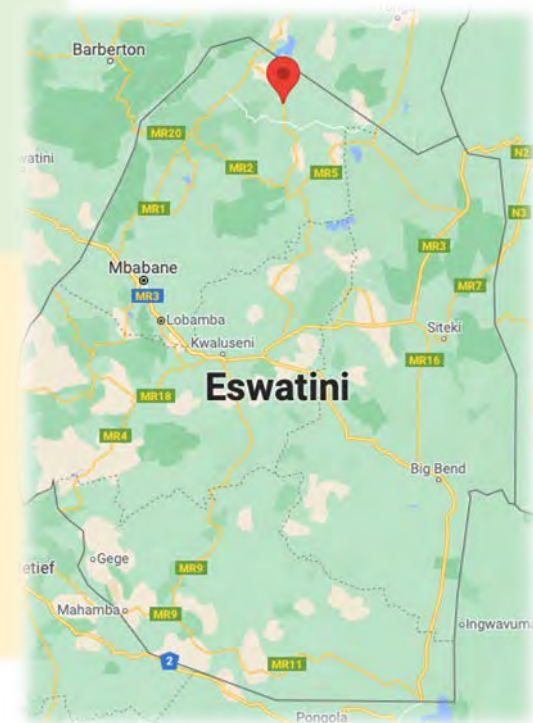 Tonga
Barberton
MR20
watini
MR2
MR5
N2
MR1
N3
MR3
Mbabane
MR7
MR3
Lobamba
Siteki
Kwaluseni
MR16
Eswatini
MR18
MR4
Big Bend
Gege
etief
MR9
Mahamba
MR9
Ingwavuma
2
MR11
Pongola